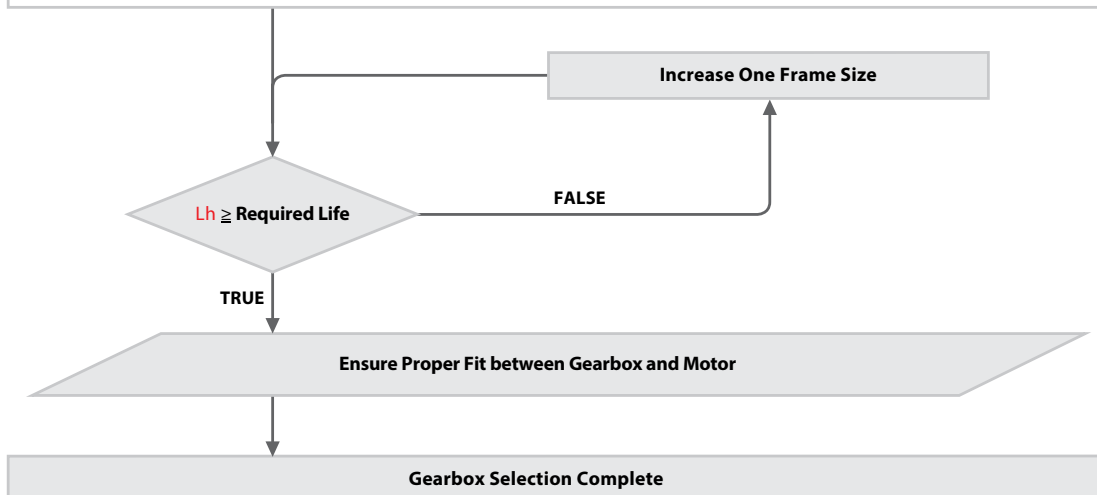 Increase One Frame Size
Lh ≧ Required Life
FALSE
TRUE
Ensure Proper Fit between Gearbox and Motor
Gearbox Selection Complete